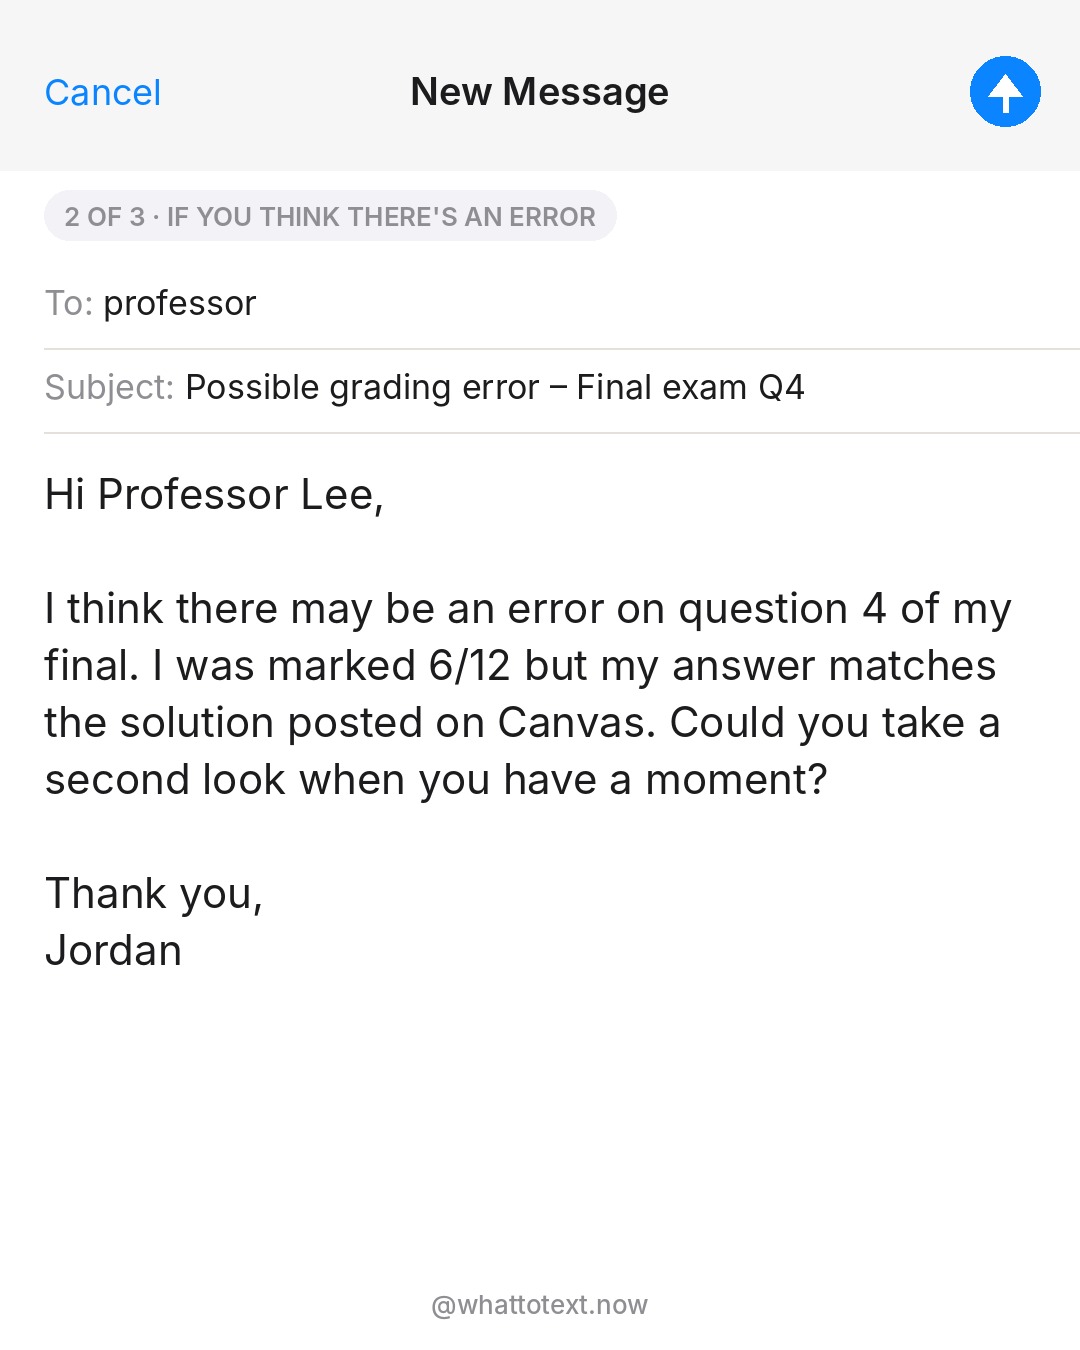 Cancel
New Message
2 OF 3 · IF YOU THINK THERE'S AN ERROR
To: professor
Subject: Possible grading error – Final exam Q4
Hi Professor Lee,
I think there may be an error on question 4 of my
final. I was marked 6/12 but my answer matches
the solution posted on Canvas. Could you take a
second look when you have a moment?
Thank you,
Jordan
@whattotext.now